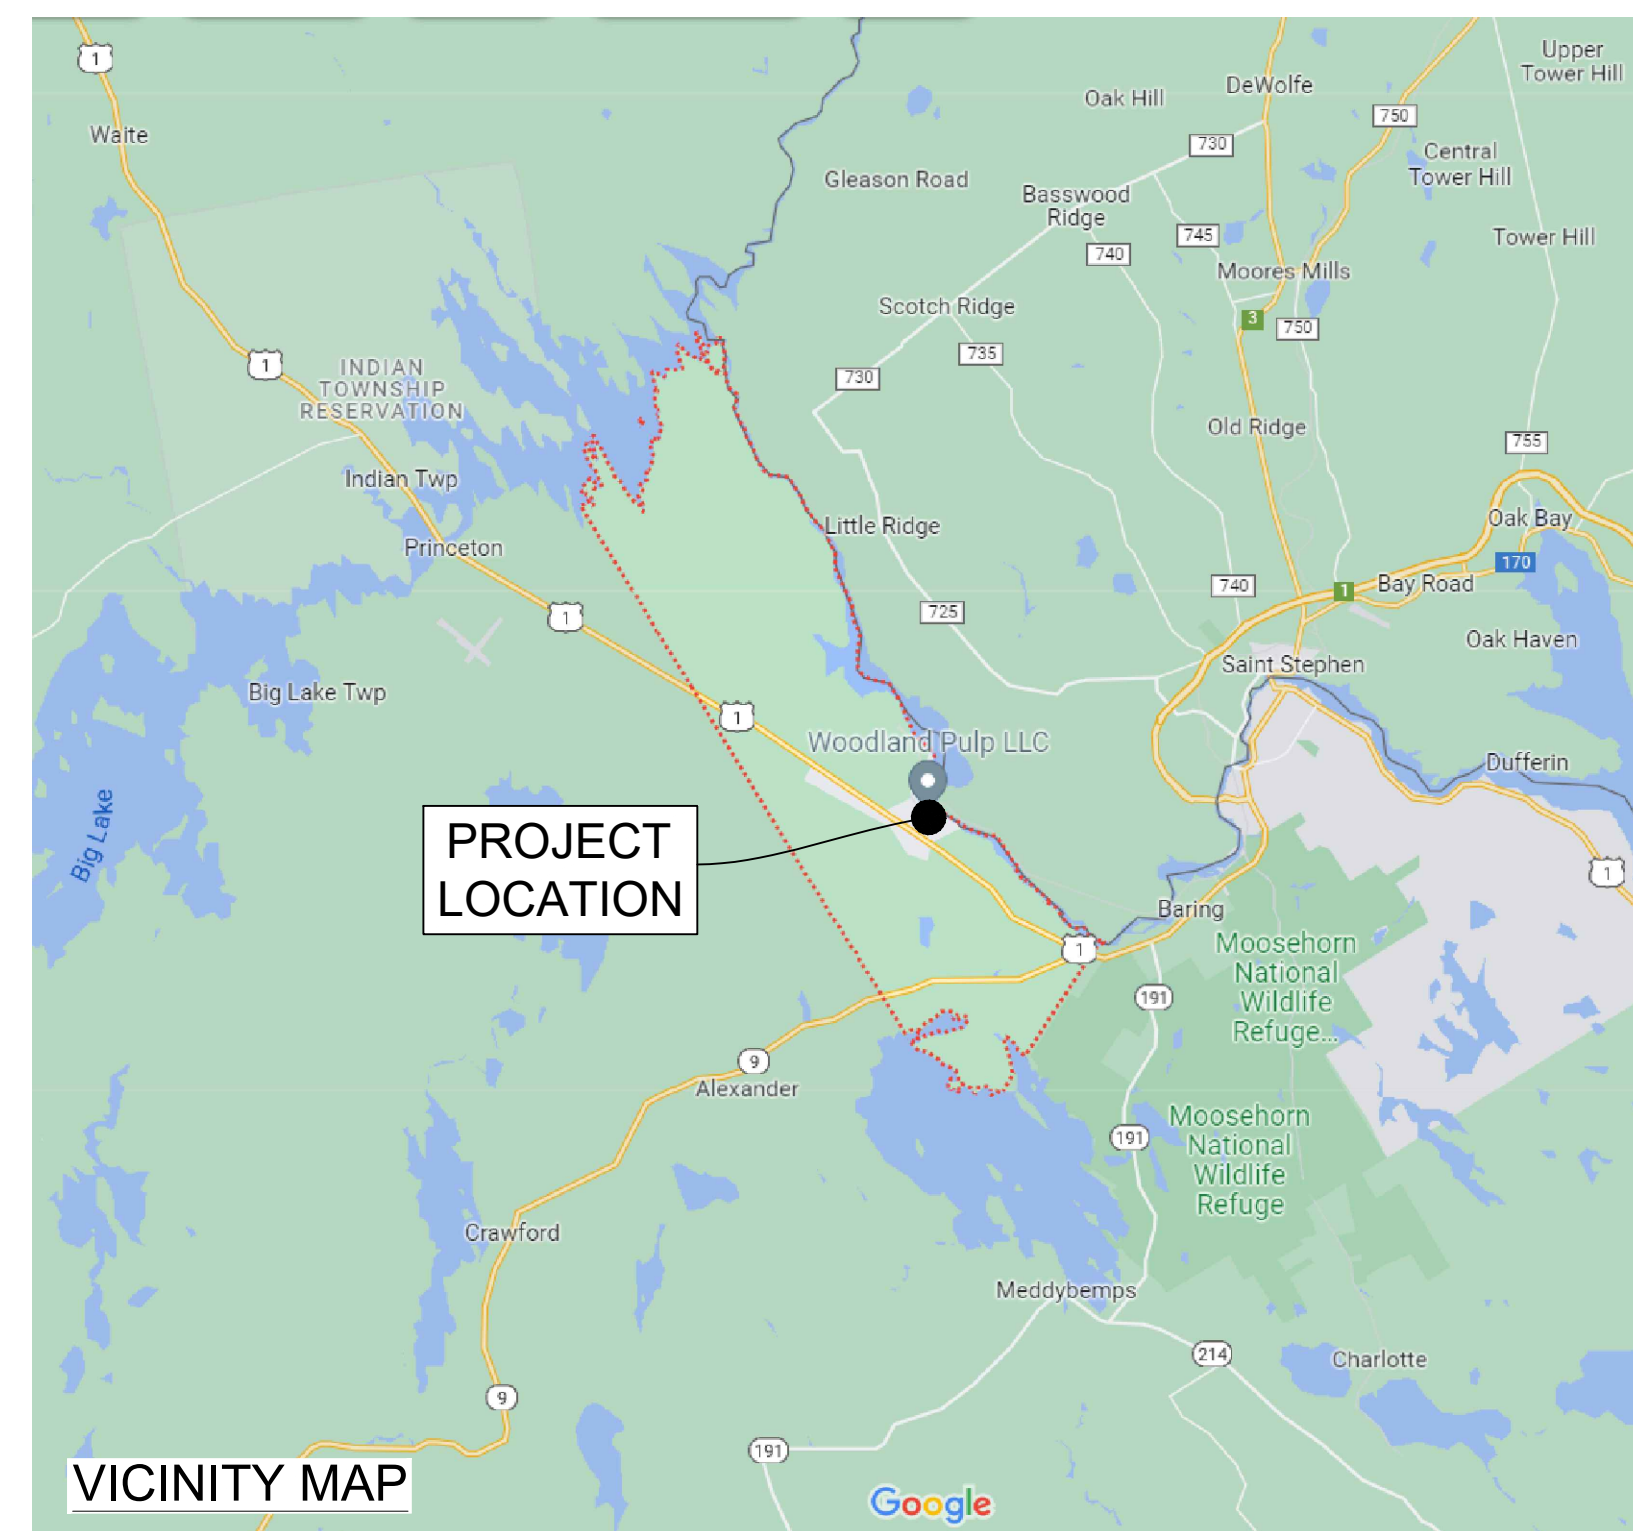 1
Upper
Tower Hill
DeWolfe
Oak Hill
750
Waite
730
Central
Tower Hill
Gleason Road
Basswood
Ridge
745
Tower Hill
740
Moores Mills
Scotch Ridge
3
750
735
1
INDIAN
TOWNSHIP
RESERVATION
730
Old Ridge
755
Indian Twp
Oak Bay
Little Ridge
Princeton
170
740
1
Bay Road
725
1
Oak Haven
Saint Stephen
Big Lake Twp
1
Woodland Pulp LLC
Dufferin
Big Lake
PROJECT
LOCATION
1
Baring
1
Moosehorn
National
Wildlife
Refuge...
191
9
Alexander
Moosehorn
National
Wildlife
Refuge
191
Crawford
Meddybemps
214
Charlotte
9
191
VICINITY MAP
Google